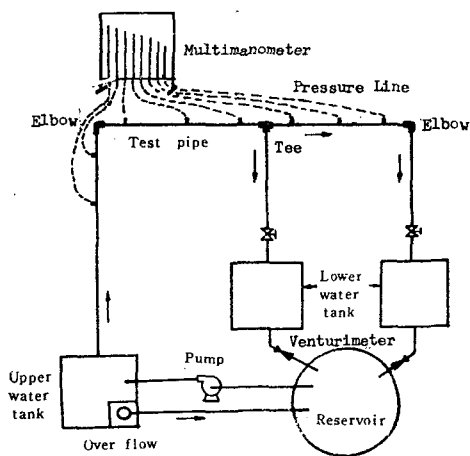 Multimanometer
Pressure Line
Elbow
Elbow
Test pipe
Tee
Lower
water
tank
Venturimeter
Pump
Upper
water
tank
Reservoir
Over flow